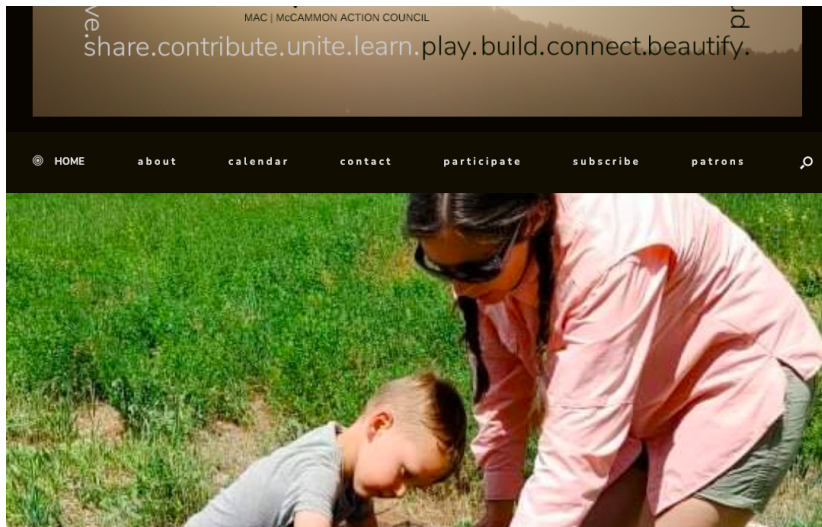 MAC | McCAMMON ACTION COUNCIL
share.contribute.unite.learn.play.build.connect.beautify.
HOME about calendar contact participate subscribe patrons